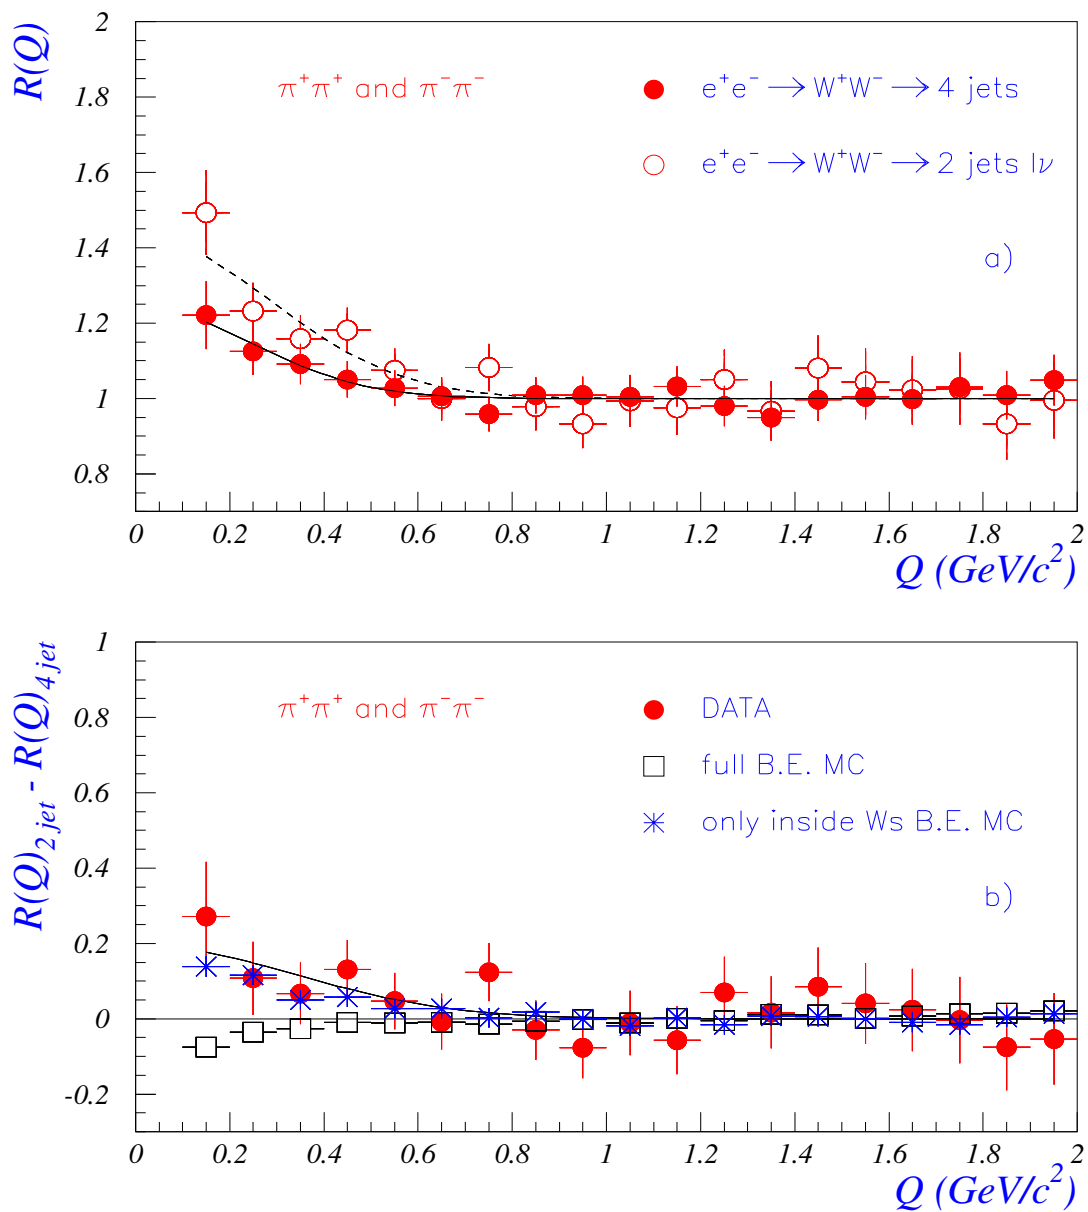 R(Q)
2
1.8
1.6
1.4
1.2
1
0.8
π⁺π⁺ and π⁻π⁻
e⁺e⁻ → W⁺W⁻ → 4 jets
e⁺e⁻ → W⁺W⁻ → 2 jets lν
a)
0 0.2 0.4 0.6 0.8 1 1.2 1.4 1.6 1.8 2
Q (GeV/c²)
R(Q)₂ jet - R(Q)₄ jet
1
0.8
0.6
0.4
0.2
0
-0.2
π⁺π⁺ and π⁻π⁻
DATA
full B.E. MC
only inside Ws B.E. MC
b)
0 0.2 0.4 0.6 0.8 1 1.2 1.4 1.6 1.8 2
Q (GeV/c²)